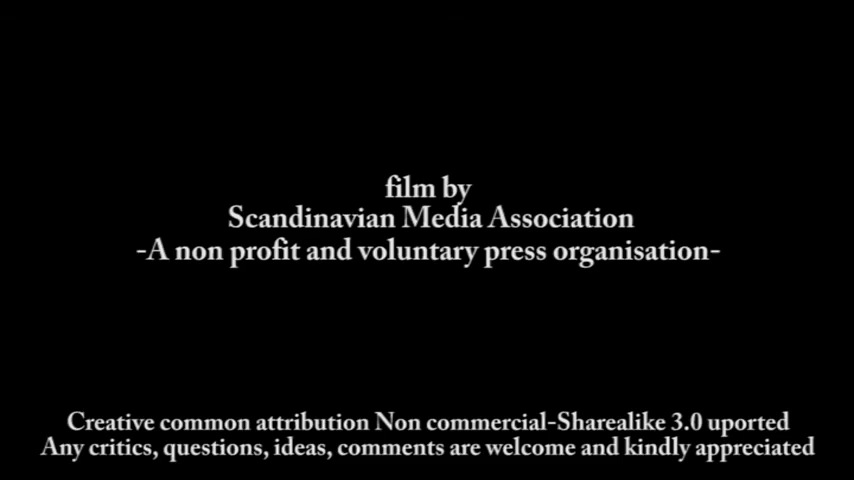 film by
Scandinavian Media Association
-A non profit and voluntary press organisation-
Creative common attribution Non commercial-Sharealike 3.0 uported
Any critics, questions, ideas, comments are welcome and kindly appreciated